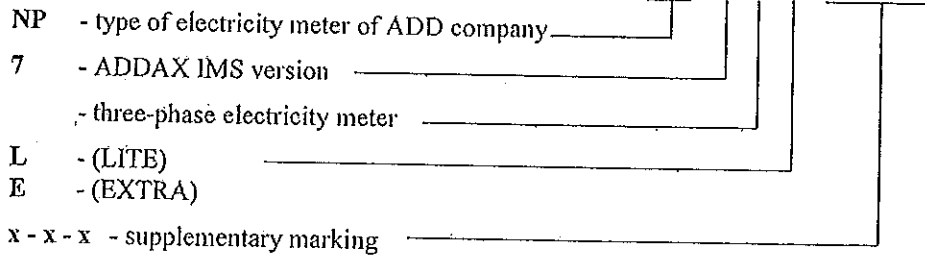 NP - type of electricity meter of ADD company
7 - ADDAX IMS version
- three-phase electricity meter
L - (LITE)
E - (EXTRA)
x - x - x - supplementary marking